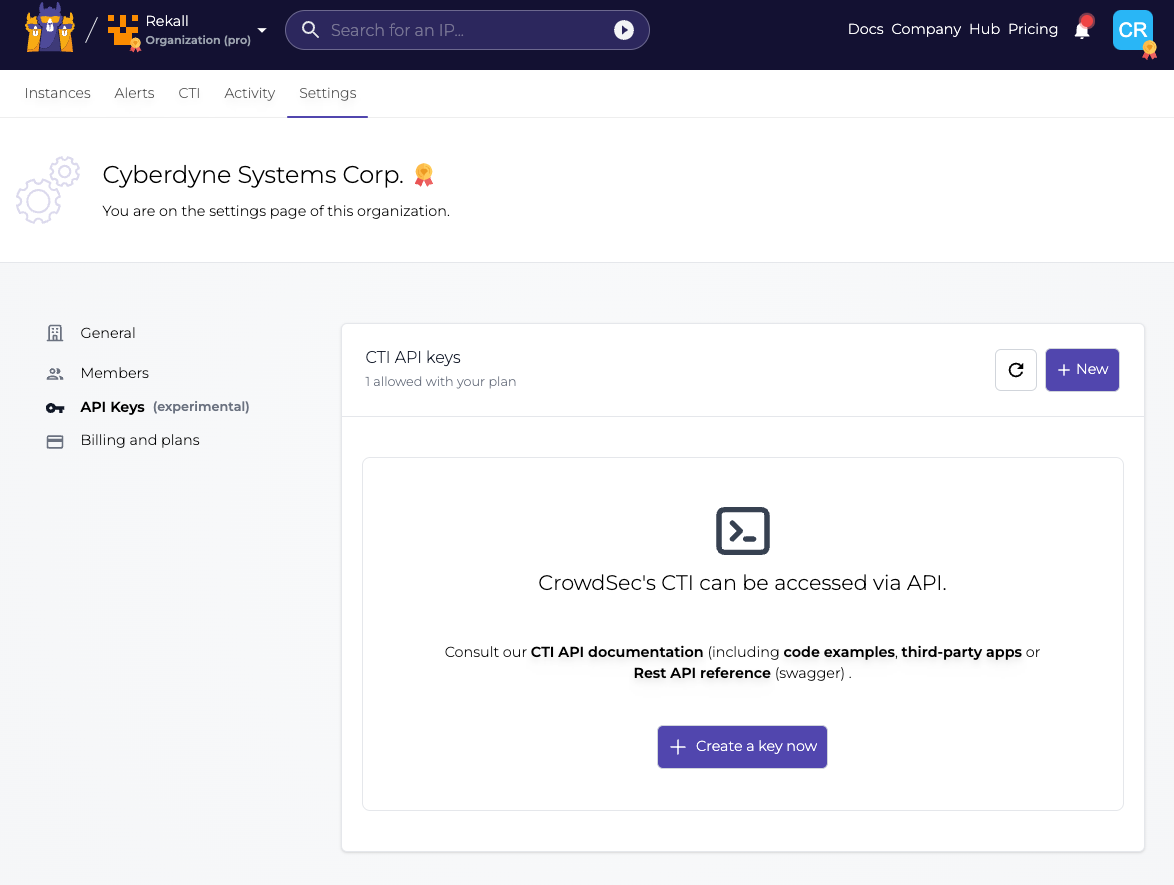 Rekall
Organization (pro)
Search for an IP...
Docs Company Hub Pricing
CR
Instances Alerts CTI Activity Settings
Cyberdyne Systems Corp.
You are on the settings page of this organization.
General
Members
API Keys (experimental)
Billing and plans
CTI API keys
1 allowed with your plan
+ New
CrowdSec's CTI can be accessed via API.
Consult our CTI API documentation (including code examples, third-party apps or
Rest API reference (swagger) .
+ Create a key now